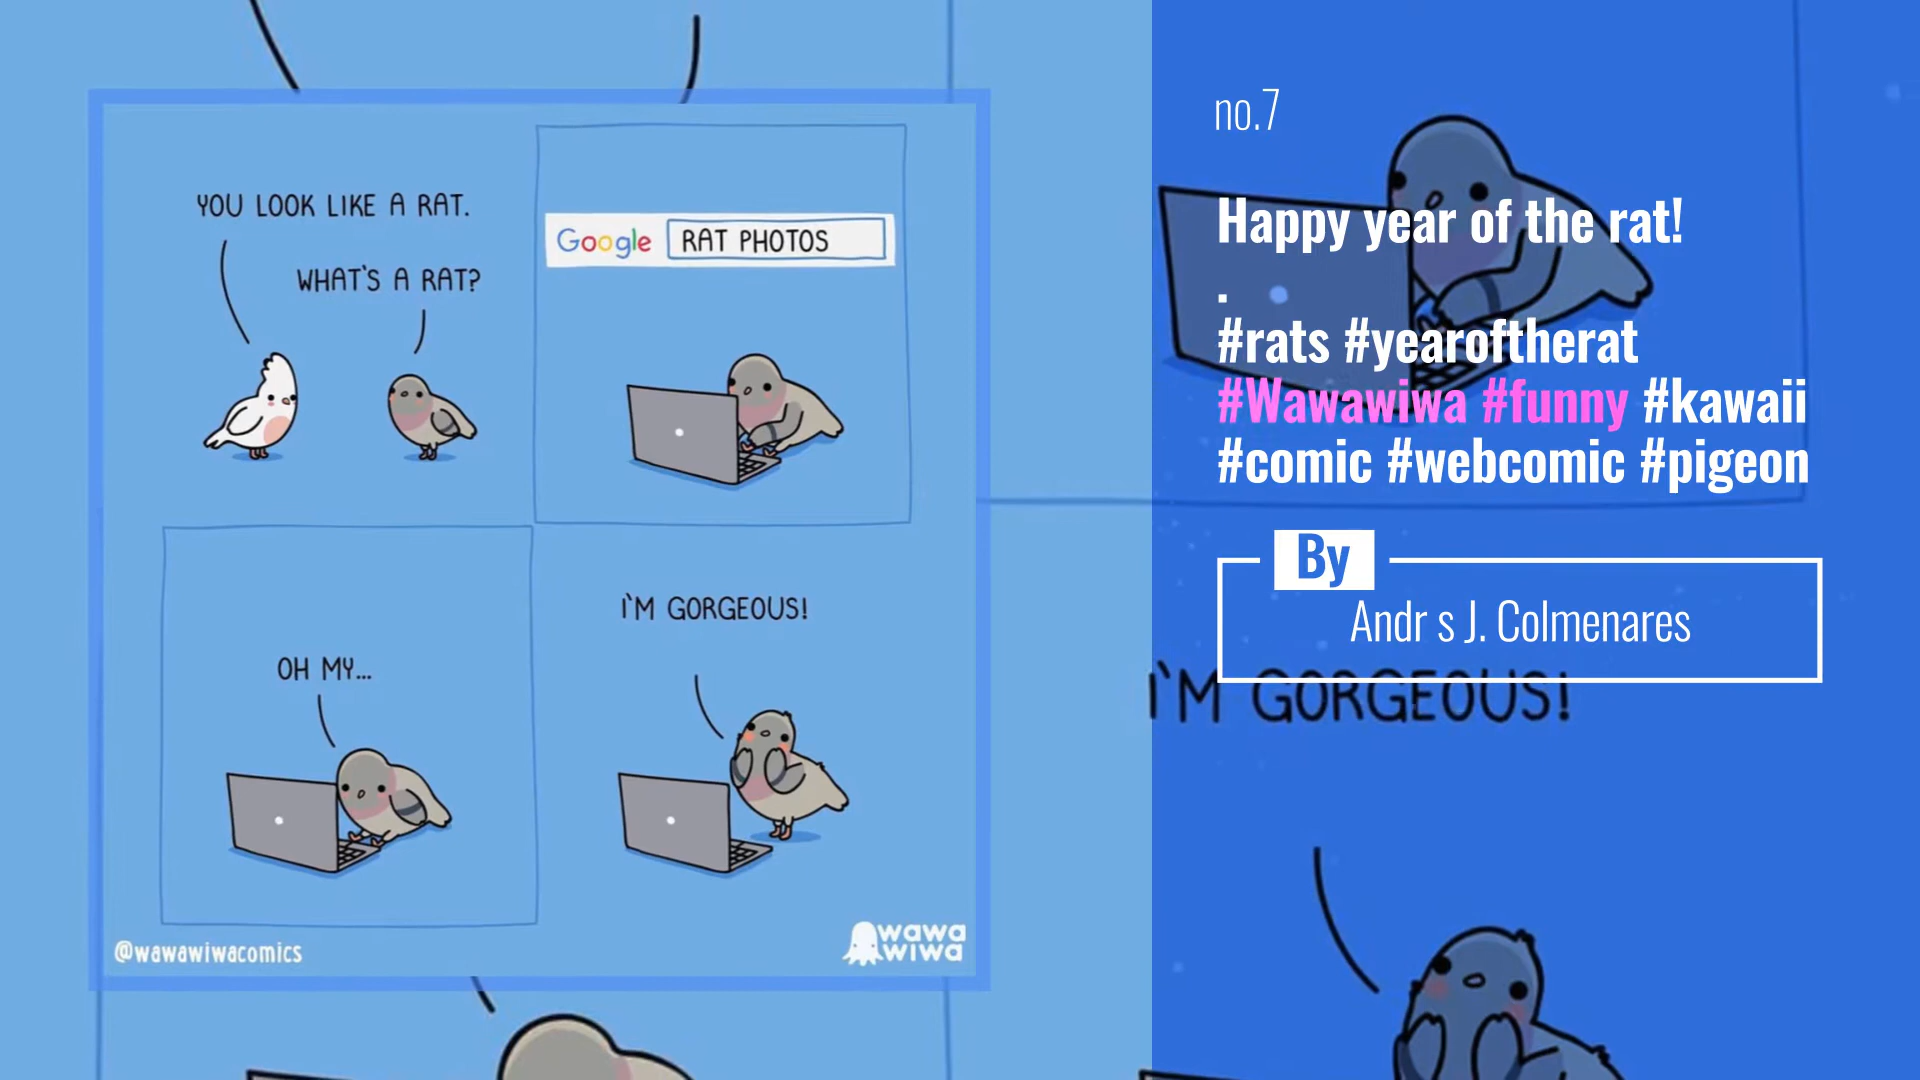 YOU LOOK LIKE A RAT.
WHAT'S A RAT?
Google RAT PHOTOS
OH MY...
I'M GORGEOUS!
@wawawiwacomics
wawa
wiwa
no.7
Happy year of the rat!
.
#rats #yearoftherat
#Wawawiwa #funny #kawaii
#comic #webcomic #pigeon
By
Andr s J. Colmenares
I'M GORGEOUS!